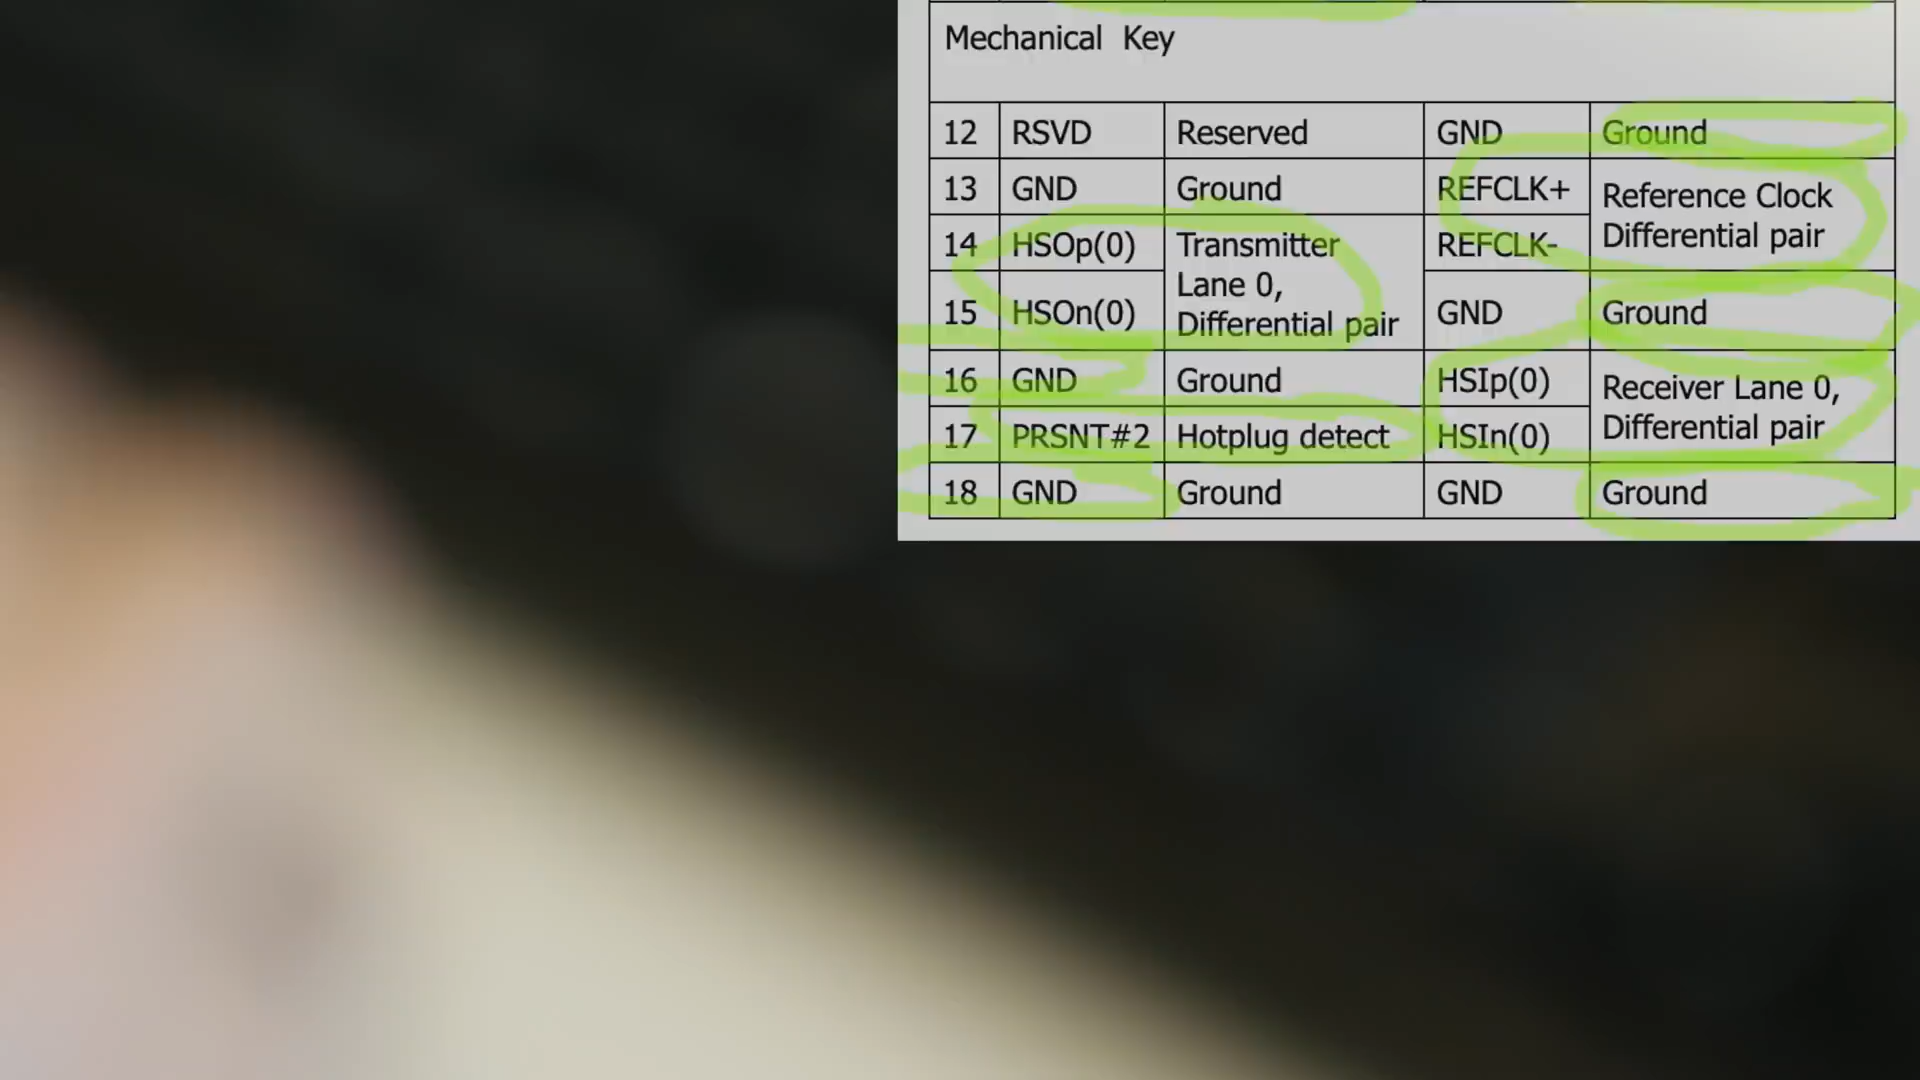 Mechanical Key
12 RSVD Reserved GND Ground
13 GND Ground REFCLK+ Reference Clock Differential pair
14 HSOp(0) Transmitter Lane 0, Differential pair REFCLK-
15 HSOn(0) GND Ground
16 GND Ground HSIp(0) Receiver Lane 0, Differential pair
17 PRSNT#2 Hotplug detect HSIn(0)
18 GND Ground GND Ground